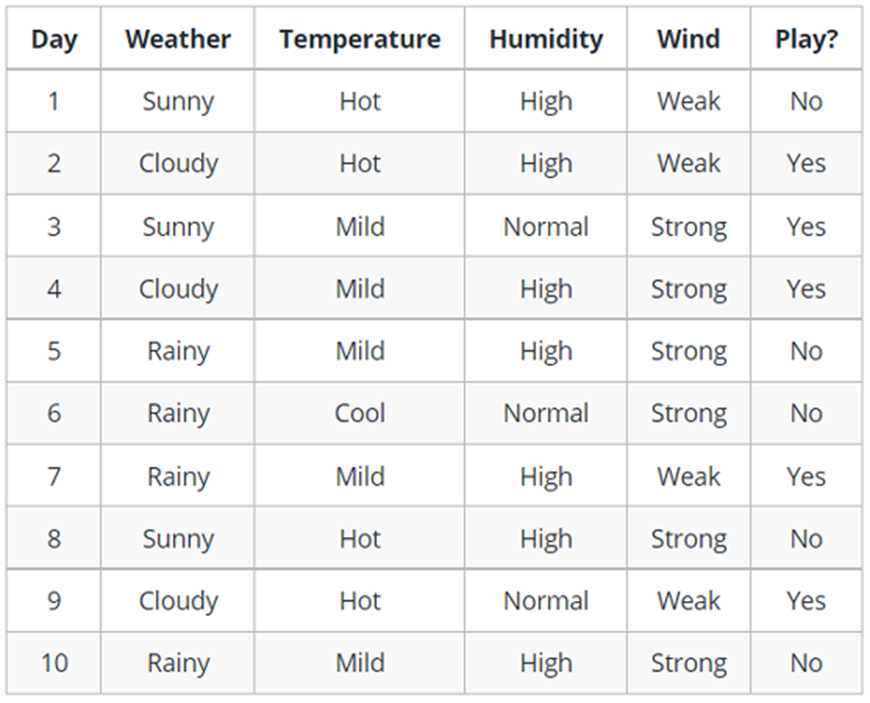 Day Weather Temperature Humidity Wind Play?
1 Sunny Hot High Weak No
2 Cloudy Hot High Weak Yes
3 Sunny Mild Normal Strong Yes
4 Cloudy Mild High Strong Yes
5 Rainy Mild High Strong No
6 Rainy Cool Normal Strong No
7 Rainy Mild High Weak Yes
8 Sunny Hot High Strong No
9 Cloudy Hot Normal Weak Yes
10 Rainy Mild High Strong No